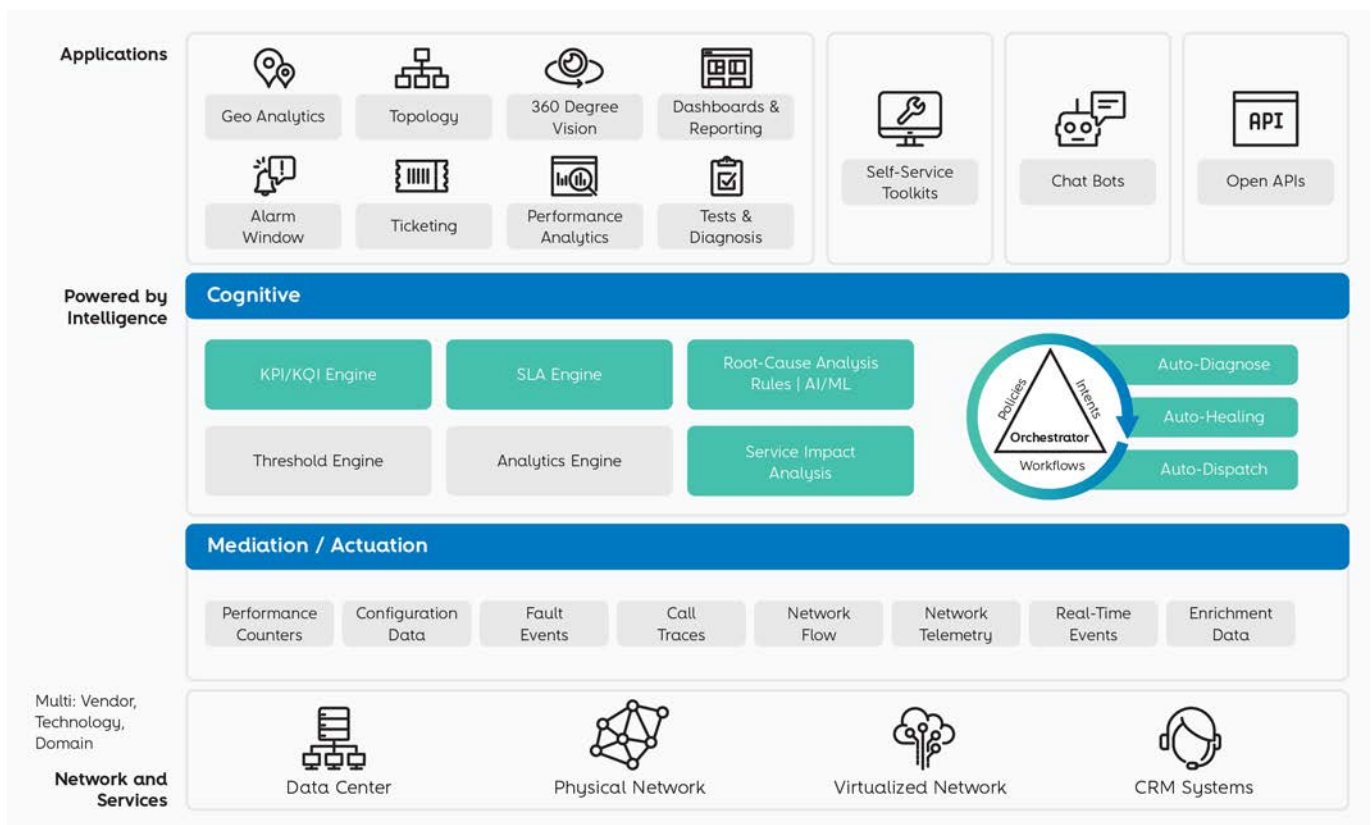 Applications
Geo Analytics
Topology
360 Degree
Vision
Dashboards &
Reporting
Alarm
Window
Ticketing
Performance
Analytics
Tests &
Diagnosis
Self-Service
Toolkits
Chat Bots
API
Open APIs
Powered by
Intelligence
Cognitive
KPI/KQI Engine
SLA Engine
Root-Cause Analysis
Rules | AI/ML
Threshold Engine
Analytics Engine
Service Impact
Analysis
Policies
Intents
Orchestrator
Workflows
Auto-Diagnose
Auto-Healing
Auto-Dispatch
Mediation / Actuation
Performance
Counters
Configuration
Data
Fault
Events
Call
Traces
Network
Flow
Network
Telemetry
Real-Time
Events
Enrichment
Data
Multi: Vendor,
Technology,
Domain
Network and
Services
Data Center
Physical Network
Virtualized Network
CRM Systems